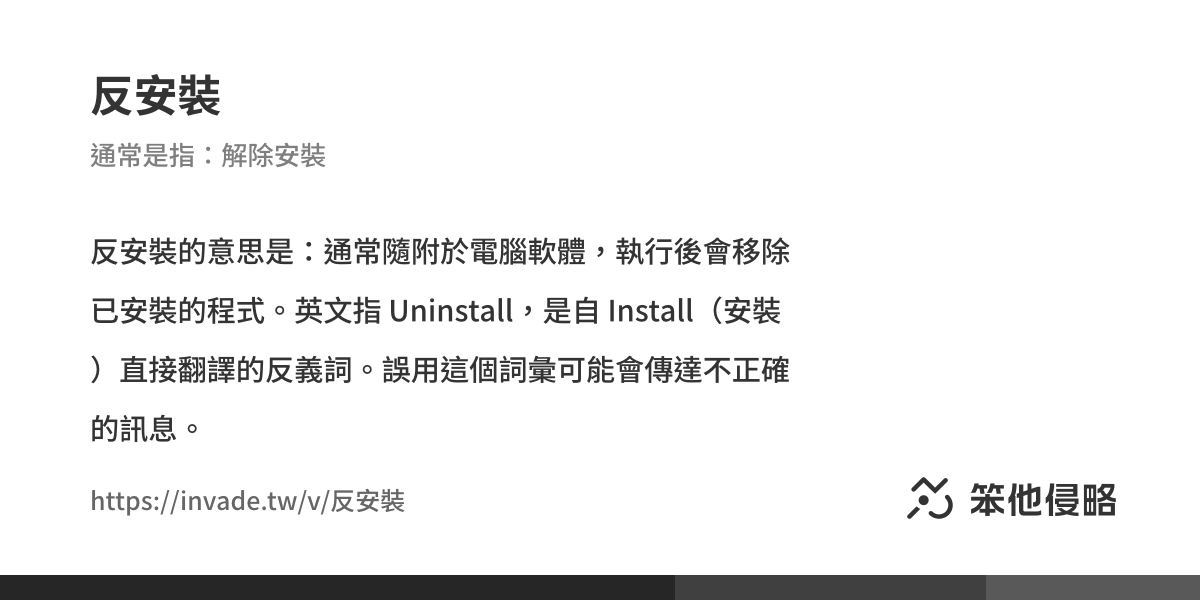 反安裝
通常是指：解除安裝
反安裝的意思是：通常隨附於電腦軟體，執行後會移除
已安裝的程式。英文指 Uninstall，是自 Install（安裝
）直接翻譯的反義詞。誤用這個詞彙可能會傳達不正確
的訊息。
https://invade.tw/v/反安裝
笨他侵略